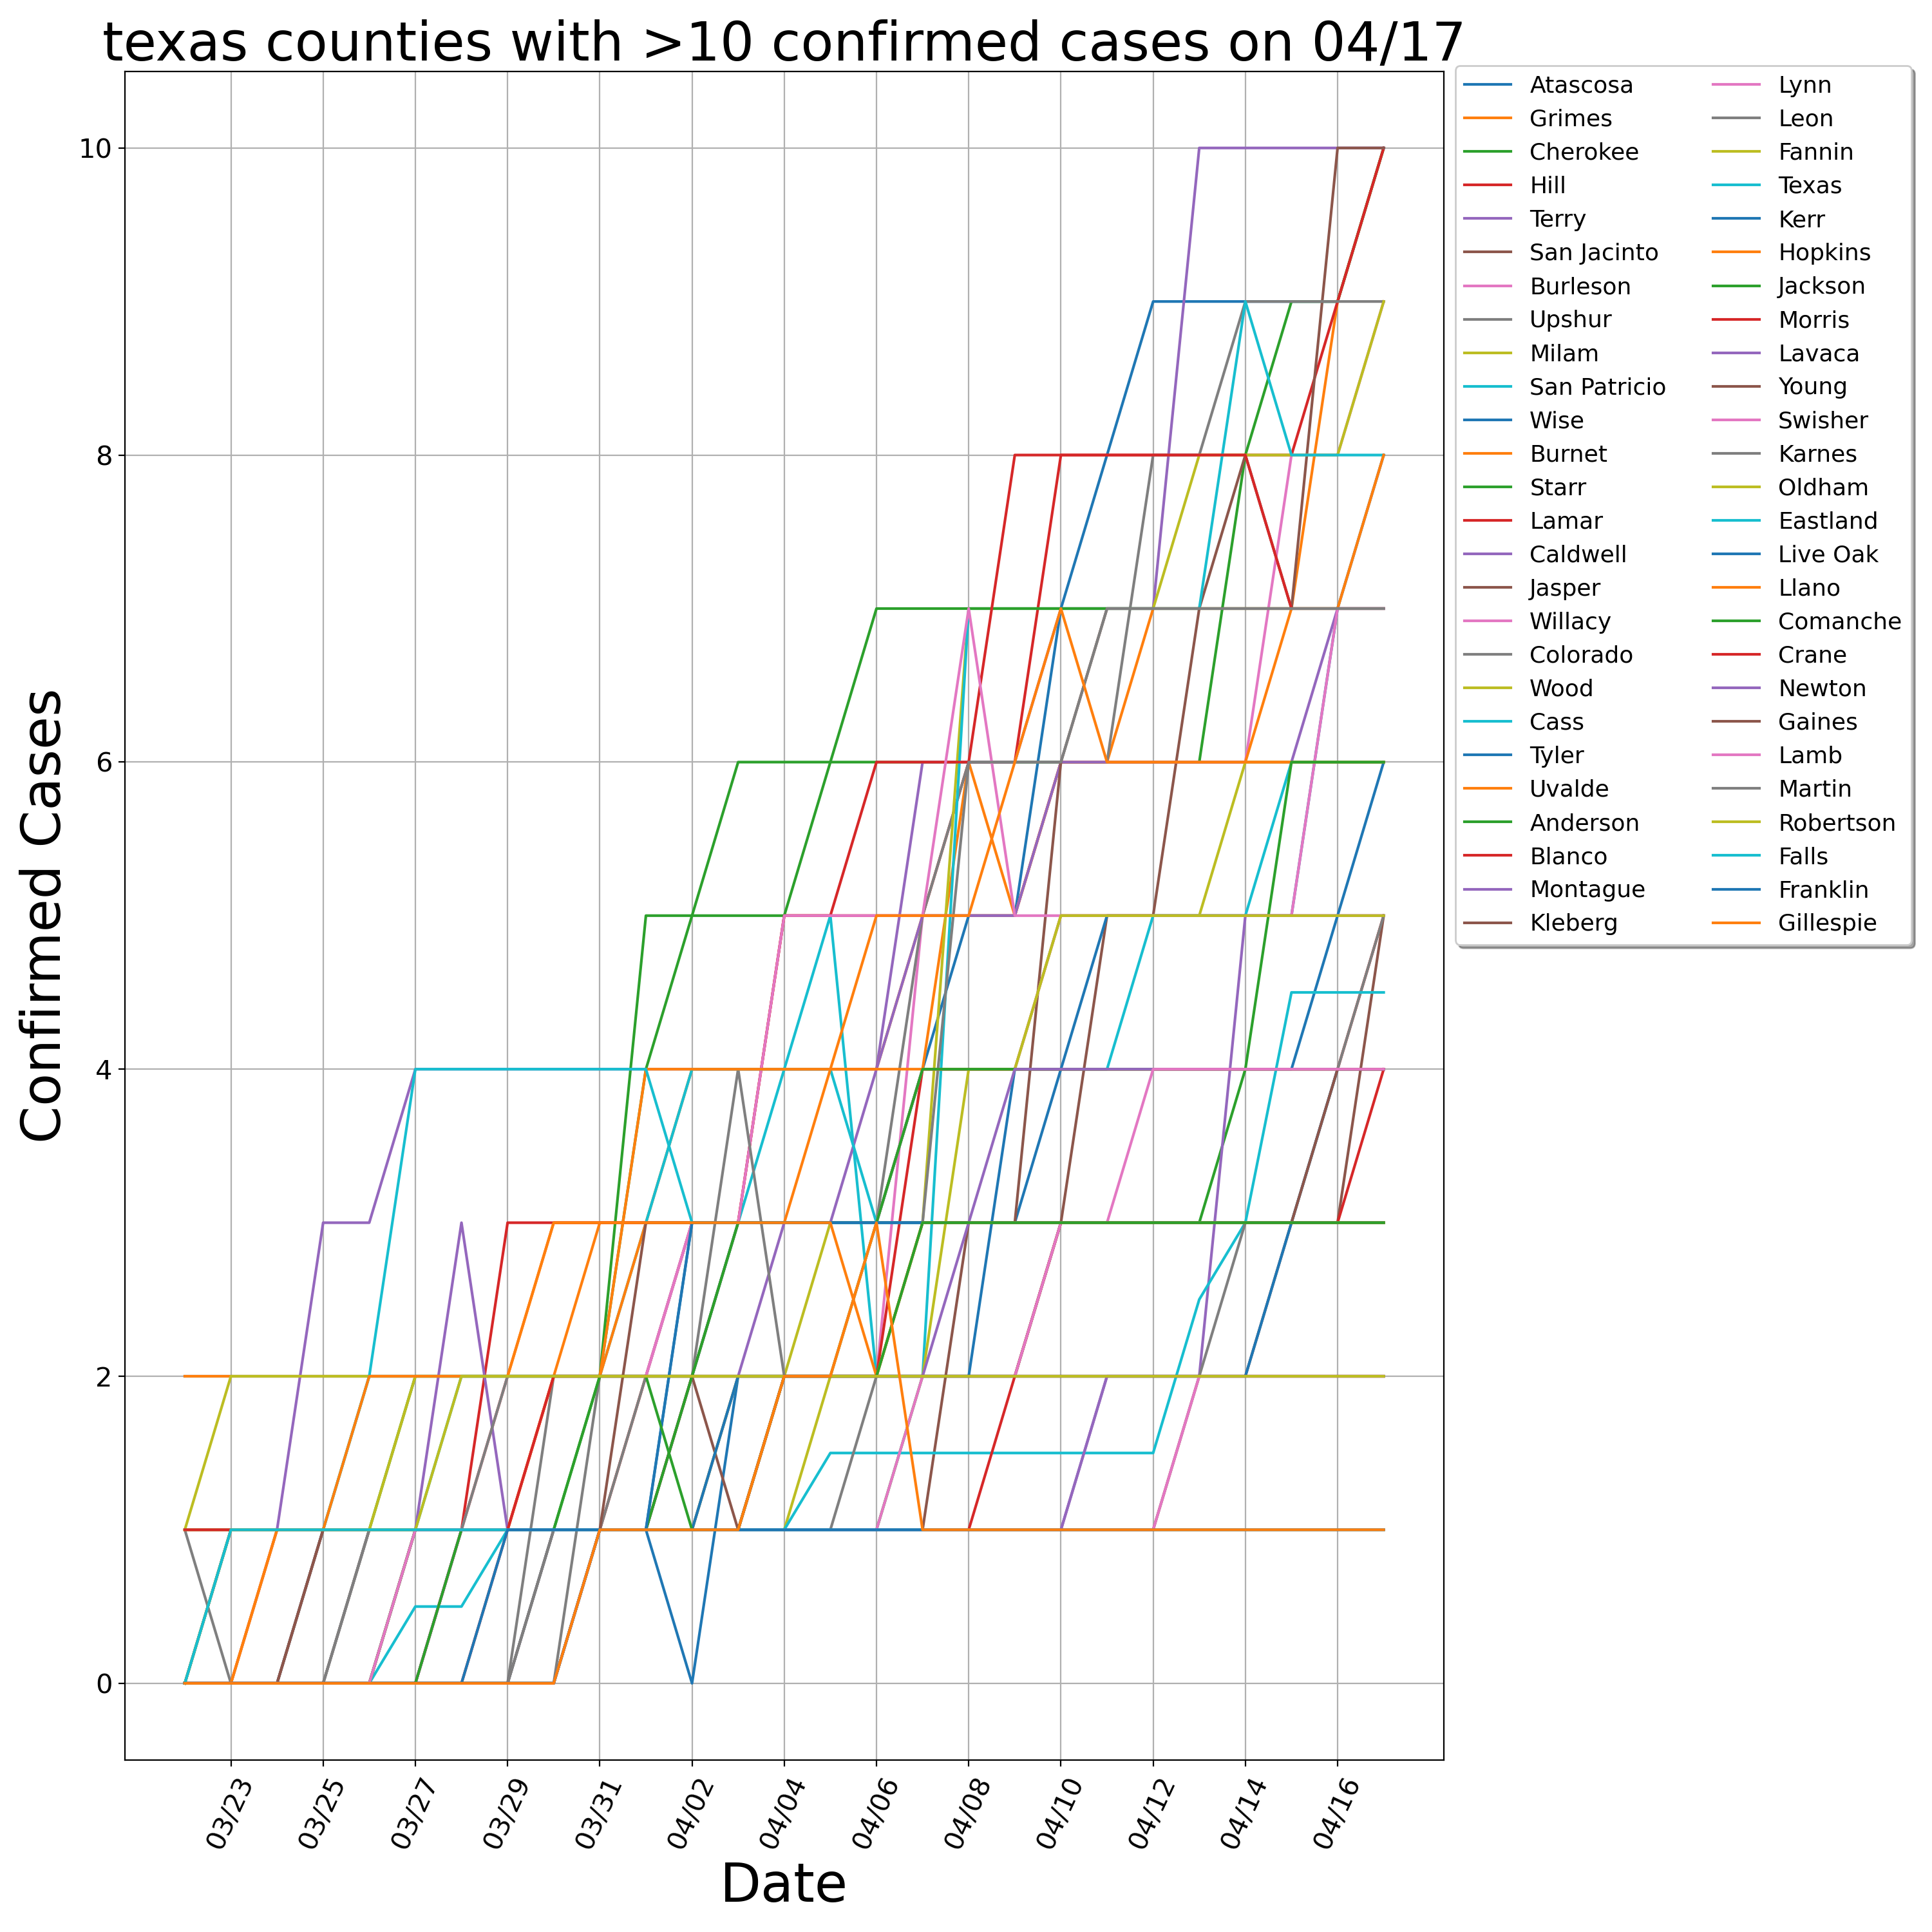 texas counties with >10 confirmed cases on 04/17
Confirmed Cases
10
8
6
4
2
0
03/23
03/25
03/27
03/29
03/31
04/02
04/04
04/06
04/08
04/10
04/12
04/14
04/16
Date
Atascosa
Grimes
Cherokee
Hill
Terry
San Jacinto
Burleson
Upshur
Milam
San Patricio
Wise
Burnet
Starr
Lamar
Caldwell
Jasper
Willacy
Colorado
Wood
Cass
Tyler
Uvalde
Anderson
Blanco
Montague
Kleberg
Lynn
Leon
Fannin
Texas
Kerr
Hopkins
Jackson
Morris
Lavaca
Young
Swisher
Karnes
Oldham
Eastland
Live Oak
Llano
Comanche
Crane
Newton
Gaines
Lamb
Martin
Robertson
Falls
Franklin
Gillespie